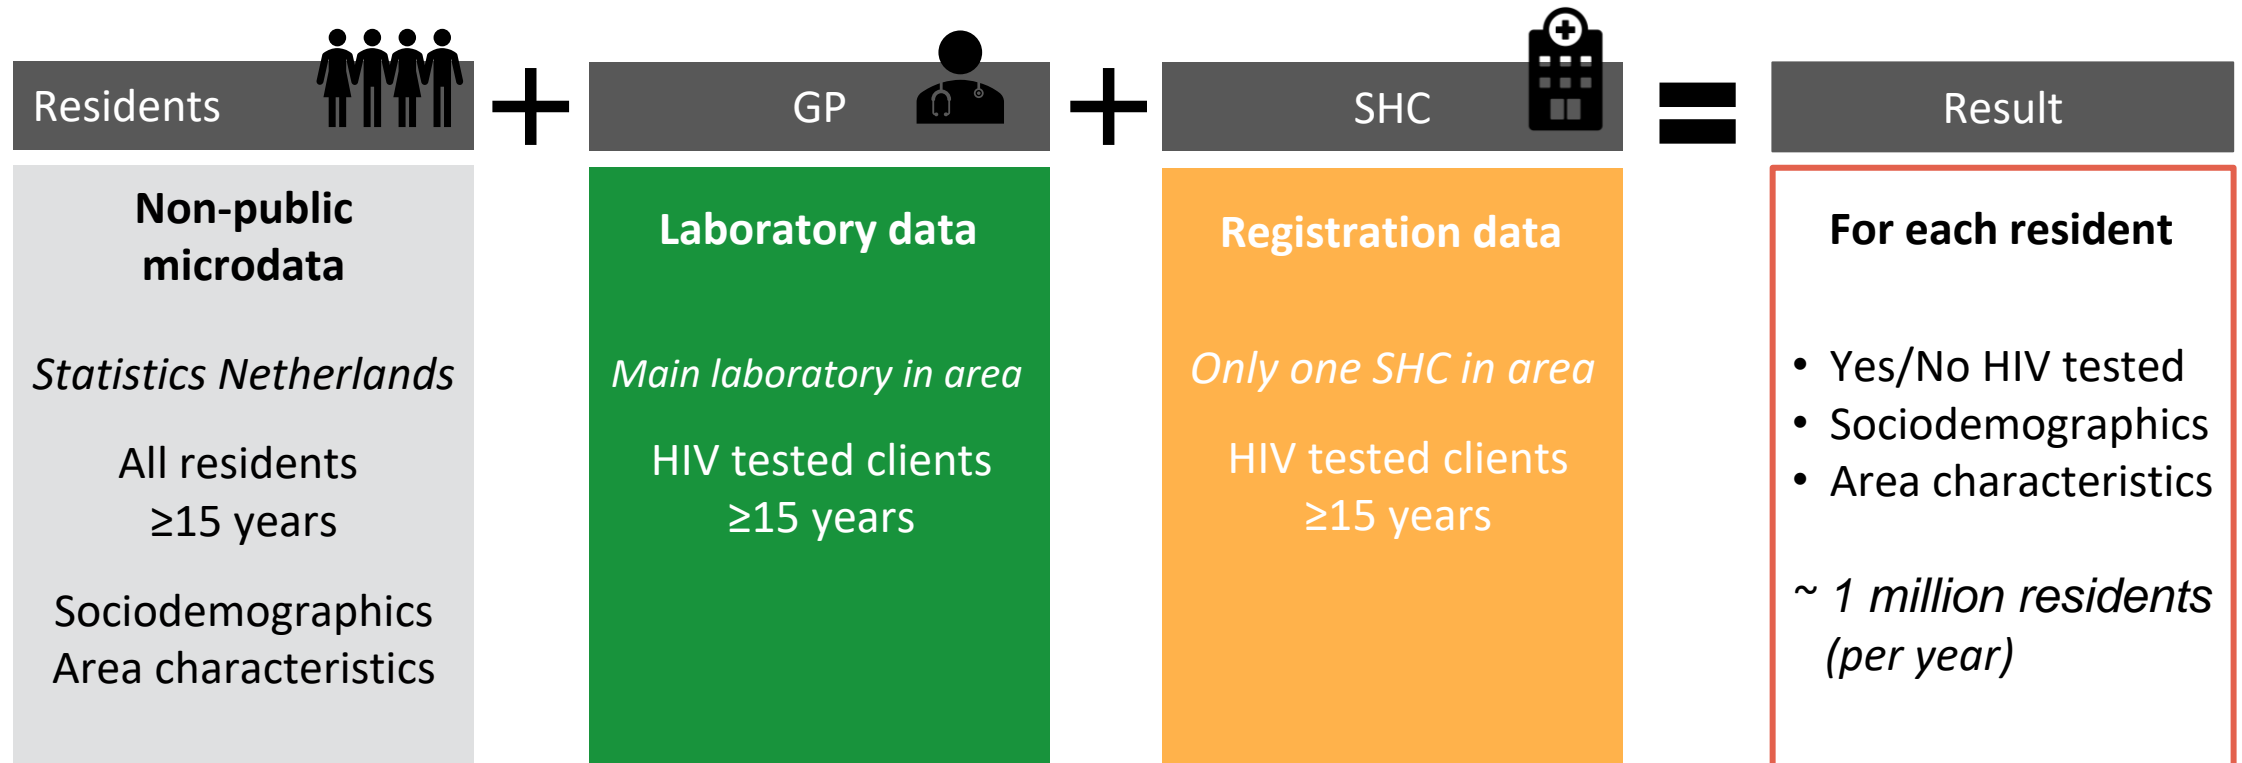 Residents
Non-public
microdata
Statistics Netherlands
All residents
≥15 years
Sociodemographics
Area characteristics
+
GP
Laboratory data
Main laboratory in area
HIV tested clients
≥15 years
+
SHC
Registration data
Only one SHC in area
HIV tested clients
≥15 years
=
Result
For each resident
• Yes/No HIV tested
• Sociodemographics
• Area characteristics
~ 1 million residents
(per year)